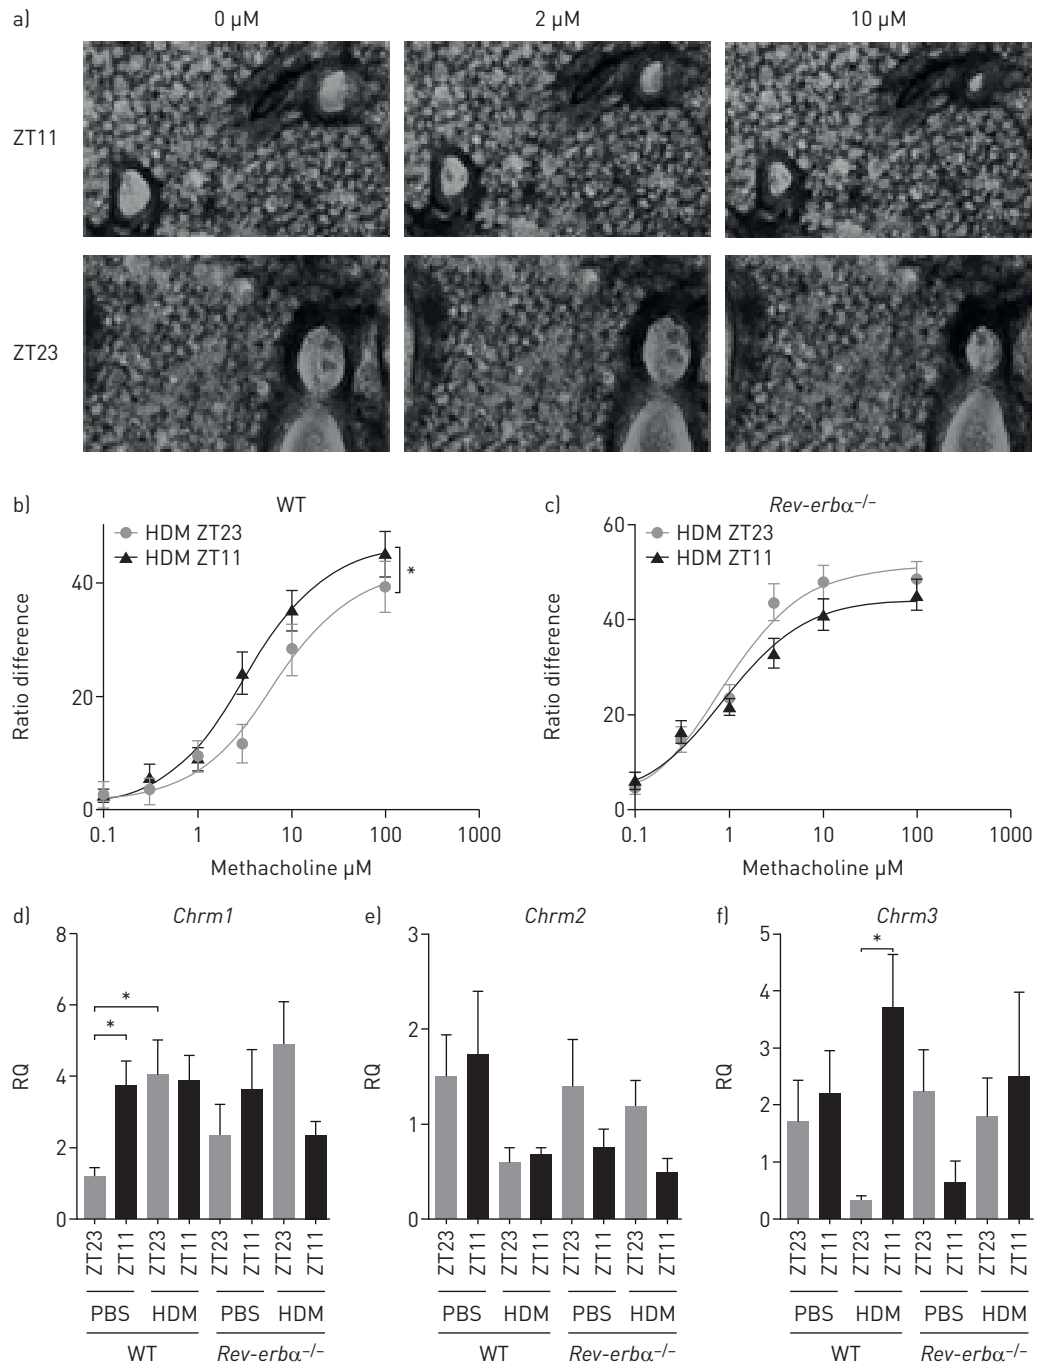 a)
0 µM 2 µM 10 µM
ZT11
ZT23
b) WT
HDM ZT23
HDM ZT11
Ratio difference
40
20
0
*
0.1 1 10 100 1000
Methacholine µM
c) Rev-erbα–/–
HDM ZT23
HDM ZT11
Ratio difference
60
40
20
0
0.1 1 10 100 1000
Methacholine µM
d) Chrm1
RQ
8
6
4
2
0
*
*
ZT23 ZT11 ZT23 ZT11 ZT23 ZT11 ZT23 ZT11
PBS HDM PBS HDM
WT Rev-erbα–/–
e) Chrm2
RQ
3
2
1
0
ZT23 ZT11 ZT23 ZT11 ZT23 ZT11 ZT23 ZT11
PBS HDM PBS HDM
WT Rev-erbα–/–
f) Chrm3
RQ
5
4
3
2
1
0
*
ZT23 ZT11 ZT23 ZT11 ZT23 ZT11 ZT23 ZT11
PBS HDM PBS HDM
WT Rev-erbα–/–